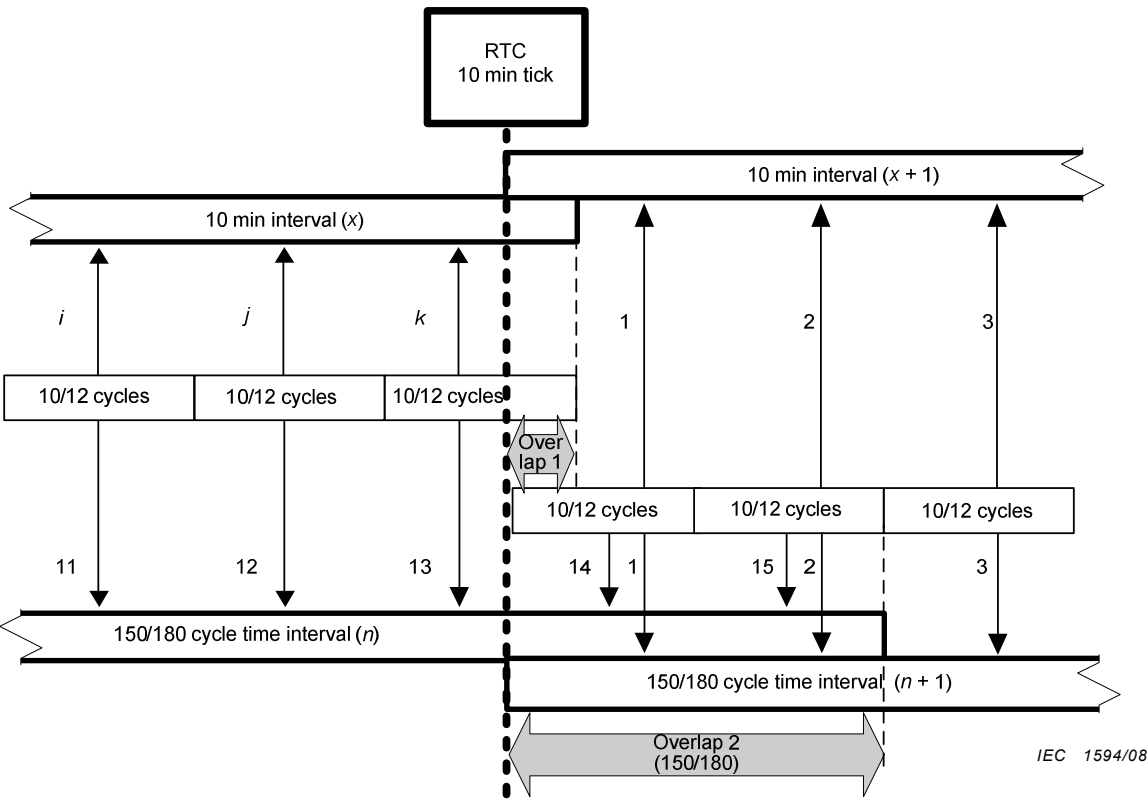 RTC
10 min tick
10 min interval (x + 1)
10 min interval (x)
i
j
k
1
2
3
10/12 cycles
10/12 cycles
10/12 cycles
Over
lap 1
10/12 cycles
10/12 cycles
10/12 cycles
11
12
13
14
1
15
2
3
150/180 cycle time interval (n)
150/180 cycle time interval (n + 1)
Overlap 2
(150/180)
IEC 1594/08